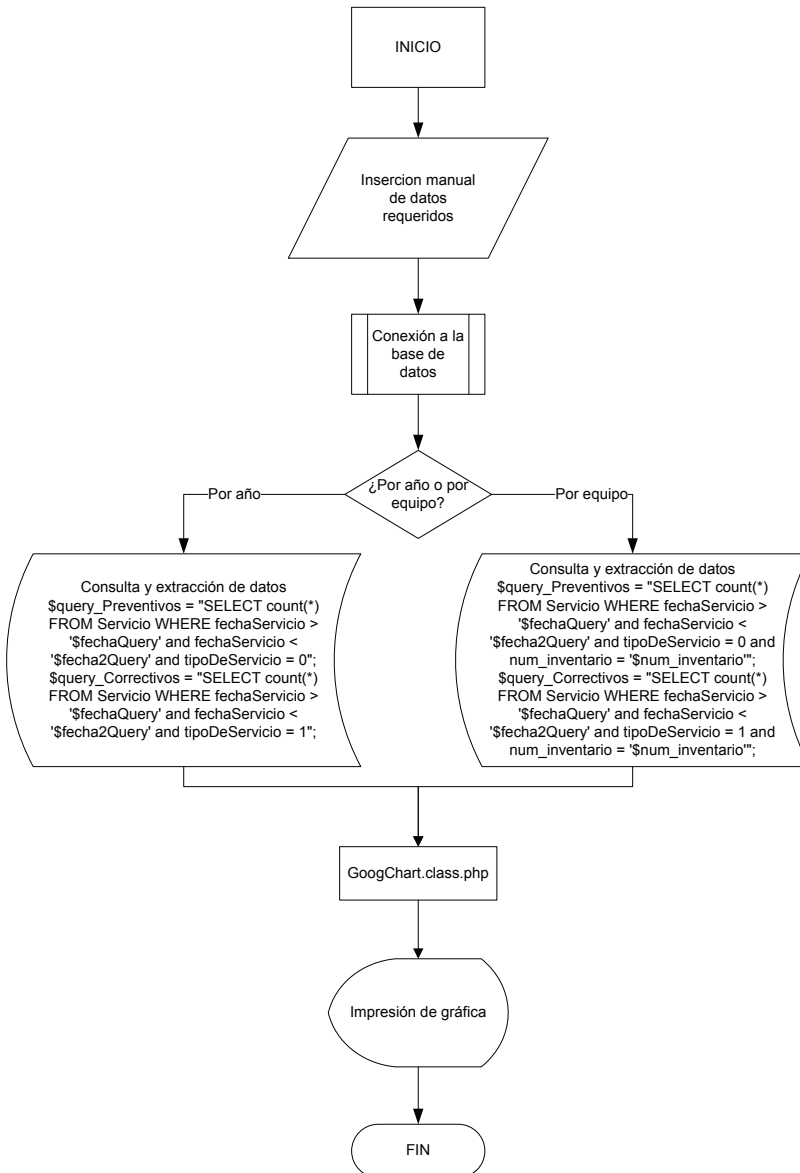 INICIO
Insercion manual
de datos
requeridos
Conexión a la
base de
datos
¿Por año o por
equipo?
Por año
Por equipo
Consulta y extracción de datos
$query_Preventivos = "SELECT count(*)
FROM Servicio WHERE fechaServicio >
'$fechaQuery' and fechaServicio <
'$fecha2Query' and tipoDeServicio = 0";
$query_Correctivos = "SELECT count(*)
FROM Servicio WHERE fechaServicio >
'$fechaQuery' and fechaServicio <
'$fecha2Query' and tipoDeServicio = 1";
Consulta y extracción de datos
$query_Preventivos = "SELECT count(*)
FROM Servicio WHERE fechaServicio >
'$fechaQuery' and fechaServicio <
'$fecha2Query' and tipoDeServicio = 0 and
num_inventario = '$num_inventario'";
$query_Correctivos = "SELECT count(*)
FROM Servicio WHERE fechaServicio >
'$fechaQuery' and fechaServicio <
'$fecha2Query' and tipoDeServicio = 1 and
num_inventario = '$num_inventario'";
GoogChart.class.php
Impresión de gráfica
FIN